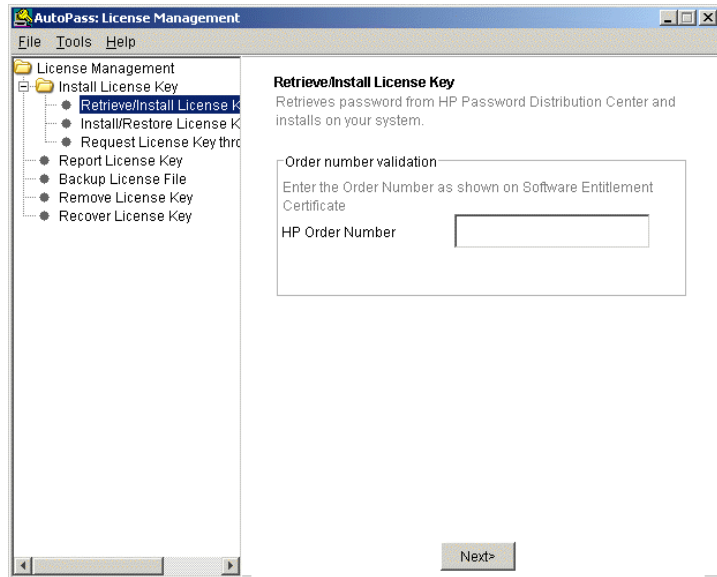 AutoPass: License Management
File Tools Help
License Management
Install License Key
Retrieve/Install License K
Install/Restore License K
Request License Key thro
Report License Key
Backup License File
Remove License Key
Recover License Key
Retrieve/Install License Key
Retrieves password from HP Password Distribution Center and
installs on your system.
Order number validation
Enter the Order Number as shown on Software Entitlement
Certificate
HP Order Number
Next>